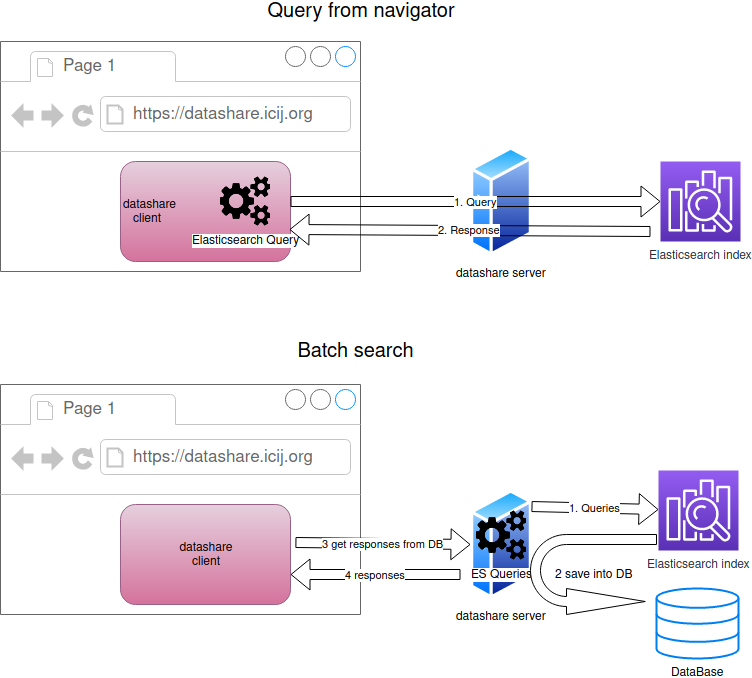 Query from navigator
Page 1
https://datashare.icij.org
datashare
client
Elasticsearch Query
1. Query
2. Response
datashare server
Elasticsearch index
Batch search
Page 1
https://datashare.icij.org
datashare
client
3 get responses from DB
4 responses
ES Queries
datashare server
1. Queries
Elasticsearch index
2 save into DB
DataBase